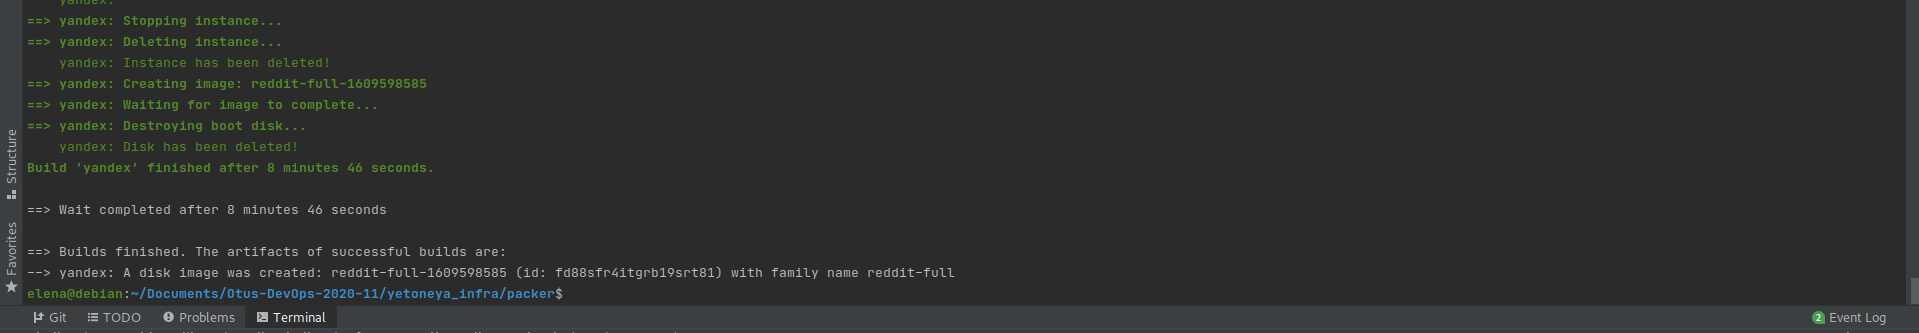 yandex:
==> yandex: Stopping instance...
==> yandex: Deleting instance...
yandex: Instance has been deleted!
==> yandex: Creating image: reddit-full-1609598585
==> yandex: Waiting for image to complete...
==> yandex: Destroying boot disk...
yandex: Disk has been deleted!
Build 'yandex' finished after 8 minutes 46 seconds.
==> Wait completed after 8 minutes 46 seconds
==> Builds finished. The artifacts of successful builds are:
--> yandex: A disk image was created: reddit-full-1609598585 (id: fd88sfr4itgrb19srt81) with family name reddit-full
elena@debian:~/Documents/Otus-DevOps-2020-11/yetoneya_infra/packer$
Structure
Favorites
Git TODO Problems Terminal 2 Event Log